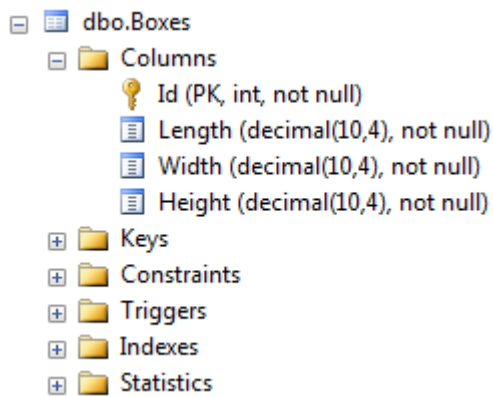 dbo.Boxes
Columns
Id (PK, int, not null)
Length (decimal(10,4), not null)
Width (decimal(10,4), not null)
Height (decimal(10,4), not null)
Keys
Constraints
Triggers
Indexes
Statistics